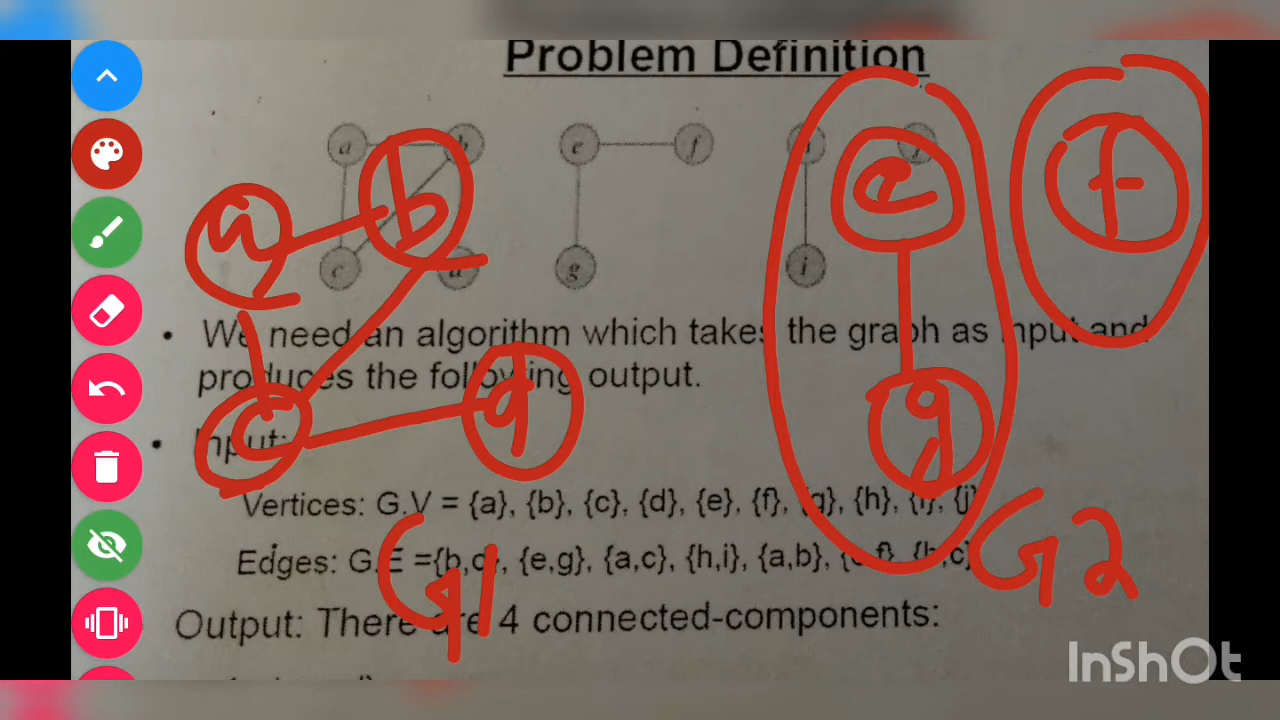 Problem Definition
a b e f
c d g i
a b e f
c d g
• We need an algorithm which takes the graph as input and
produces the following output.
• Input:
Vertices: G.V = {a}, {b}, {c}, {d}, {e}, {f}, {g}, {h}, {i}, {j}
Edges: G.E ={b,d}, {e,g}, {a,c}, {h,i}, {a,b}, {e,f}, {b,c}
G1 G2
Output: There are 4 connected-components:
InShOt